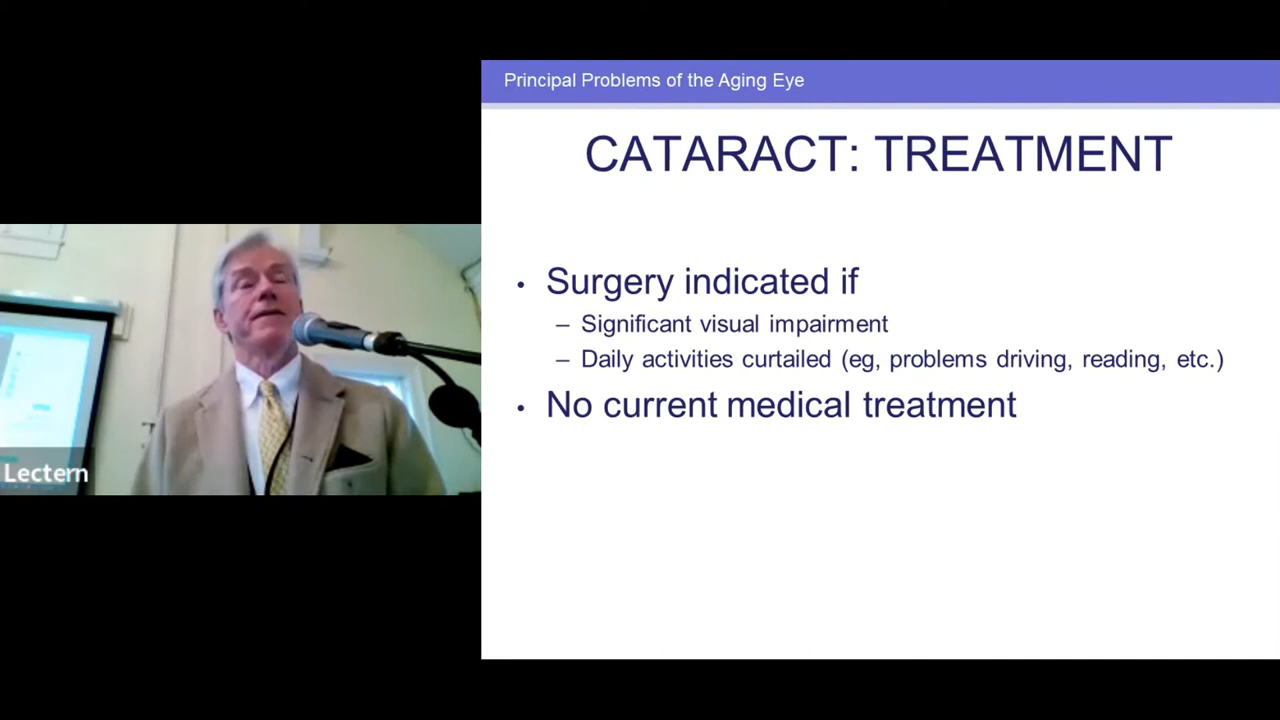 Principal Problems of the Aging Eye
CATARACT: TREATMENT
• Surgery indicated if
– Significant visual impairment
– Daily activities curtailed (eg, problems driving, reading, etc.)
• No current medical treatment
Lectern